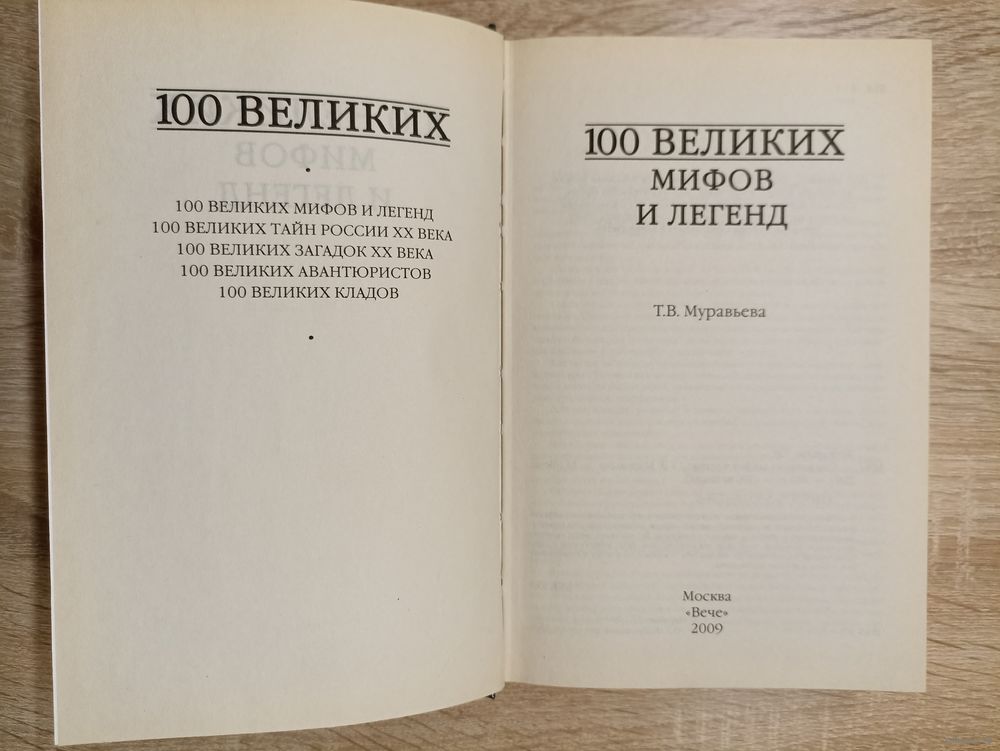 100 ВЕЛИКИХ
100 ВЕЛИКИХ МИФОВ И ЛЕГЕНД
100 ВЕЛИКИХ ТАЙН РОССИИ XX ВЕКА
100 ВЕЛИКИХ ЗАГАДОК XX ВЕКА
100 ВЕЛИКИХ АВАНТЮРИСТОВ
100 ВЕЛИКИХ КЛАДОВ
100 ВЕЛИКИХ
МИФОВ
И ЛЕГЕНД
Т.В. Муравьева
Москва
«Вече»
2009